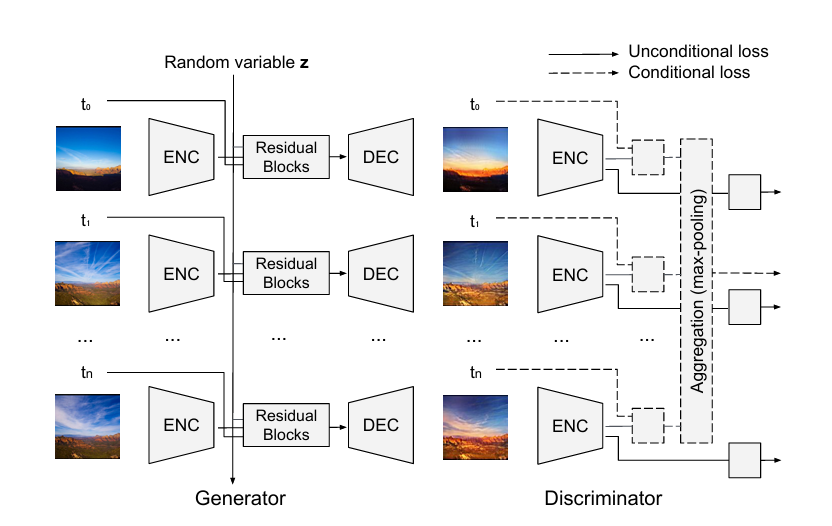 Random variable z
Unconditional loss
Conditional loss
t0
ENC
Residual
Blocks
DEC
t0
ENC
t1
ENC
Residual
Blocks
DEC
t1
ENC
Aggregation (max-pooling)
... ... ... ... ... ... ...
tn
ENC
Residual
Blocks
DEC
tn
ENC
Generator
Discriminator